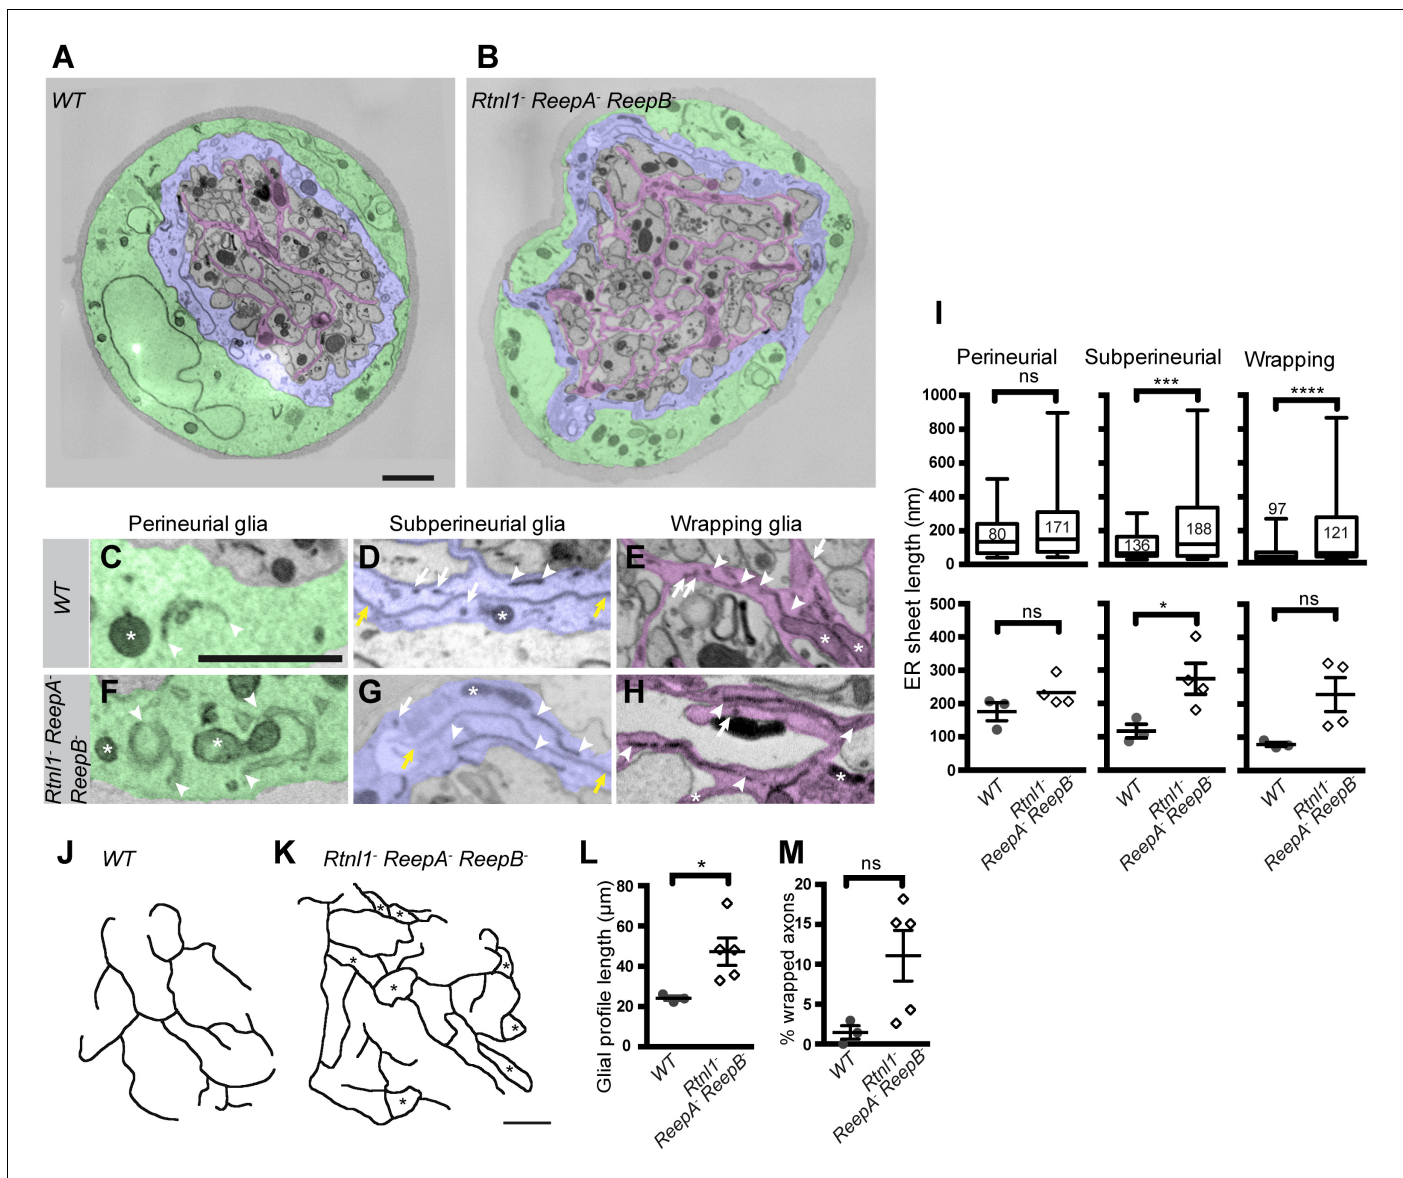 A
B
WT
Rtnl1- ReepA- ReepB-
Perineurial glia
Subperineurial glia
Wrapping glia
WT
C
*
D
*
E
*
*
Rtnl1- ReepA-
ReepB-
F
*
*
G
*
H
*
*
I
Perineurial
Subperineurial
Wrapping
ns
***
****
ER sheet length (nm)
1000
800
600
400
200
0
80
171
136
188
97
121
500
400
300
200
100
0
ns
*
ns
WT
Rtnl1-
ReepA- ReepB-
WT
Rtnl1-
ReepA- ReepB-
WT
Rtnl1-
ReepA- ReepB-
J
WT
K
Rtnl1- ReepA- ReepB-
*
*
*
*
*
*
*
*
L
*
Glial profile length (μm)
80
60
40
20
0
WT
Rtnl1-
ReepA- ReepB-
M
ns
% wrapped axons
20
15
10
5
0
WT
Rtnl1-
ReepA- ReepB-